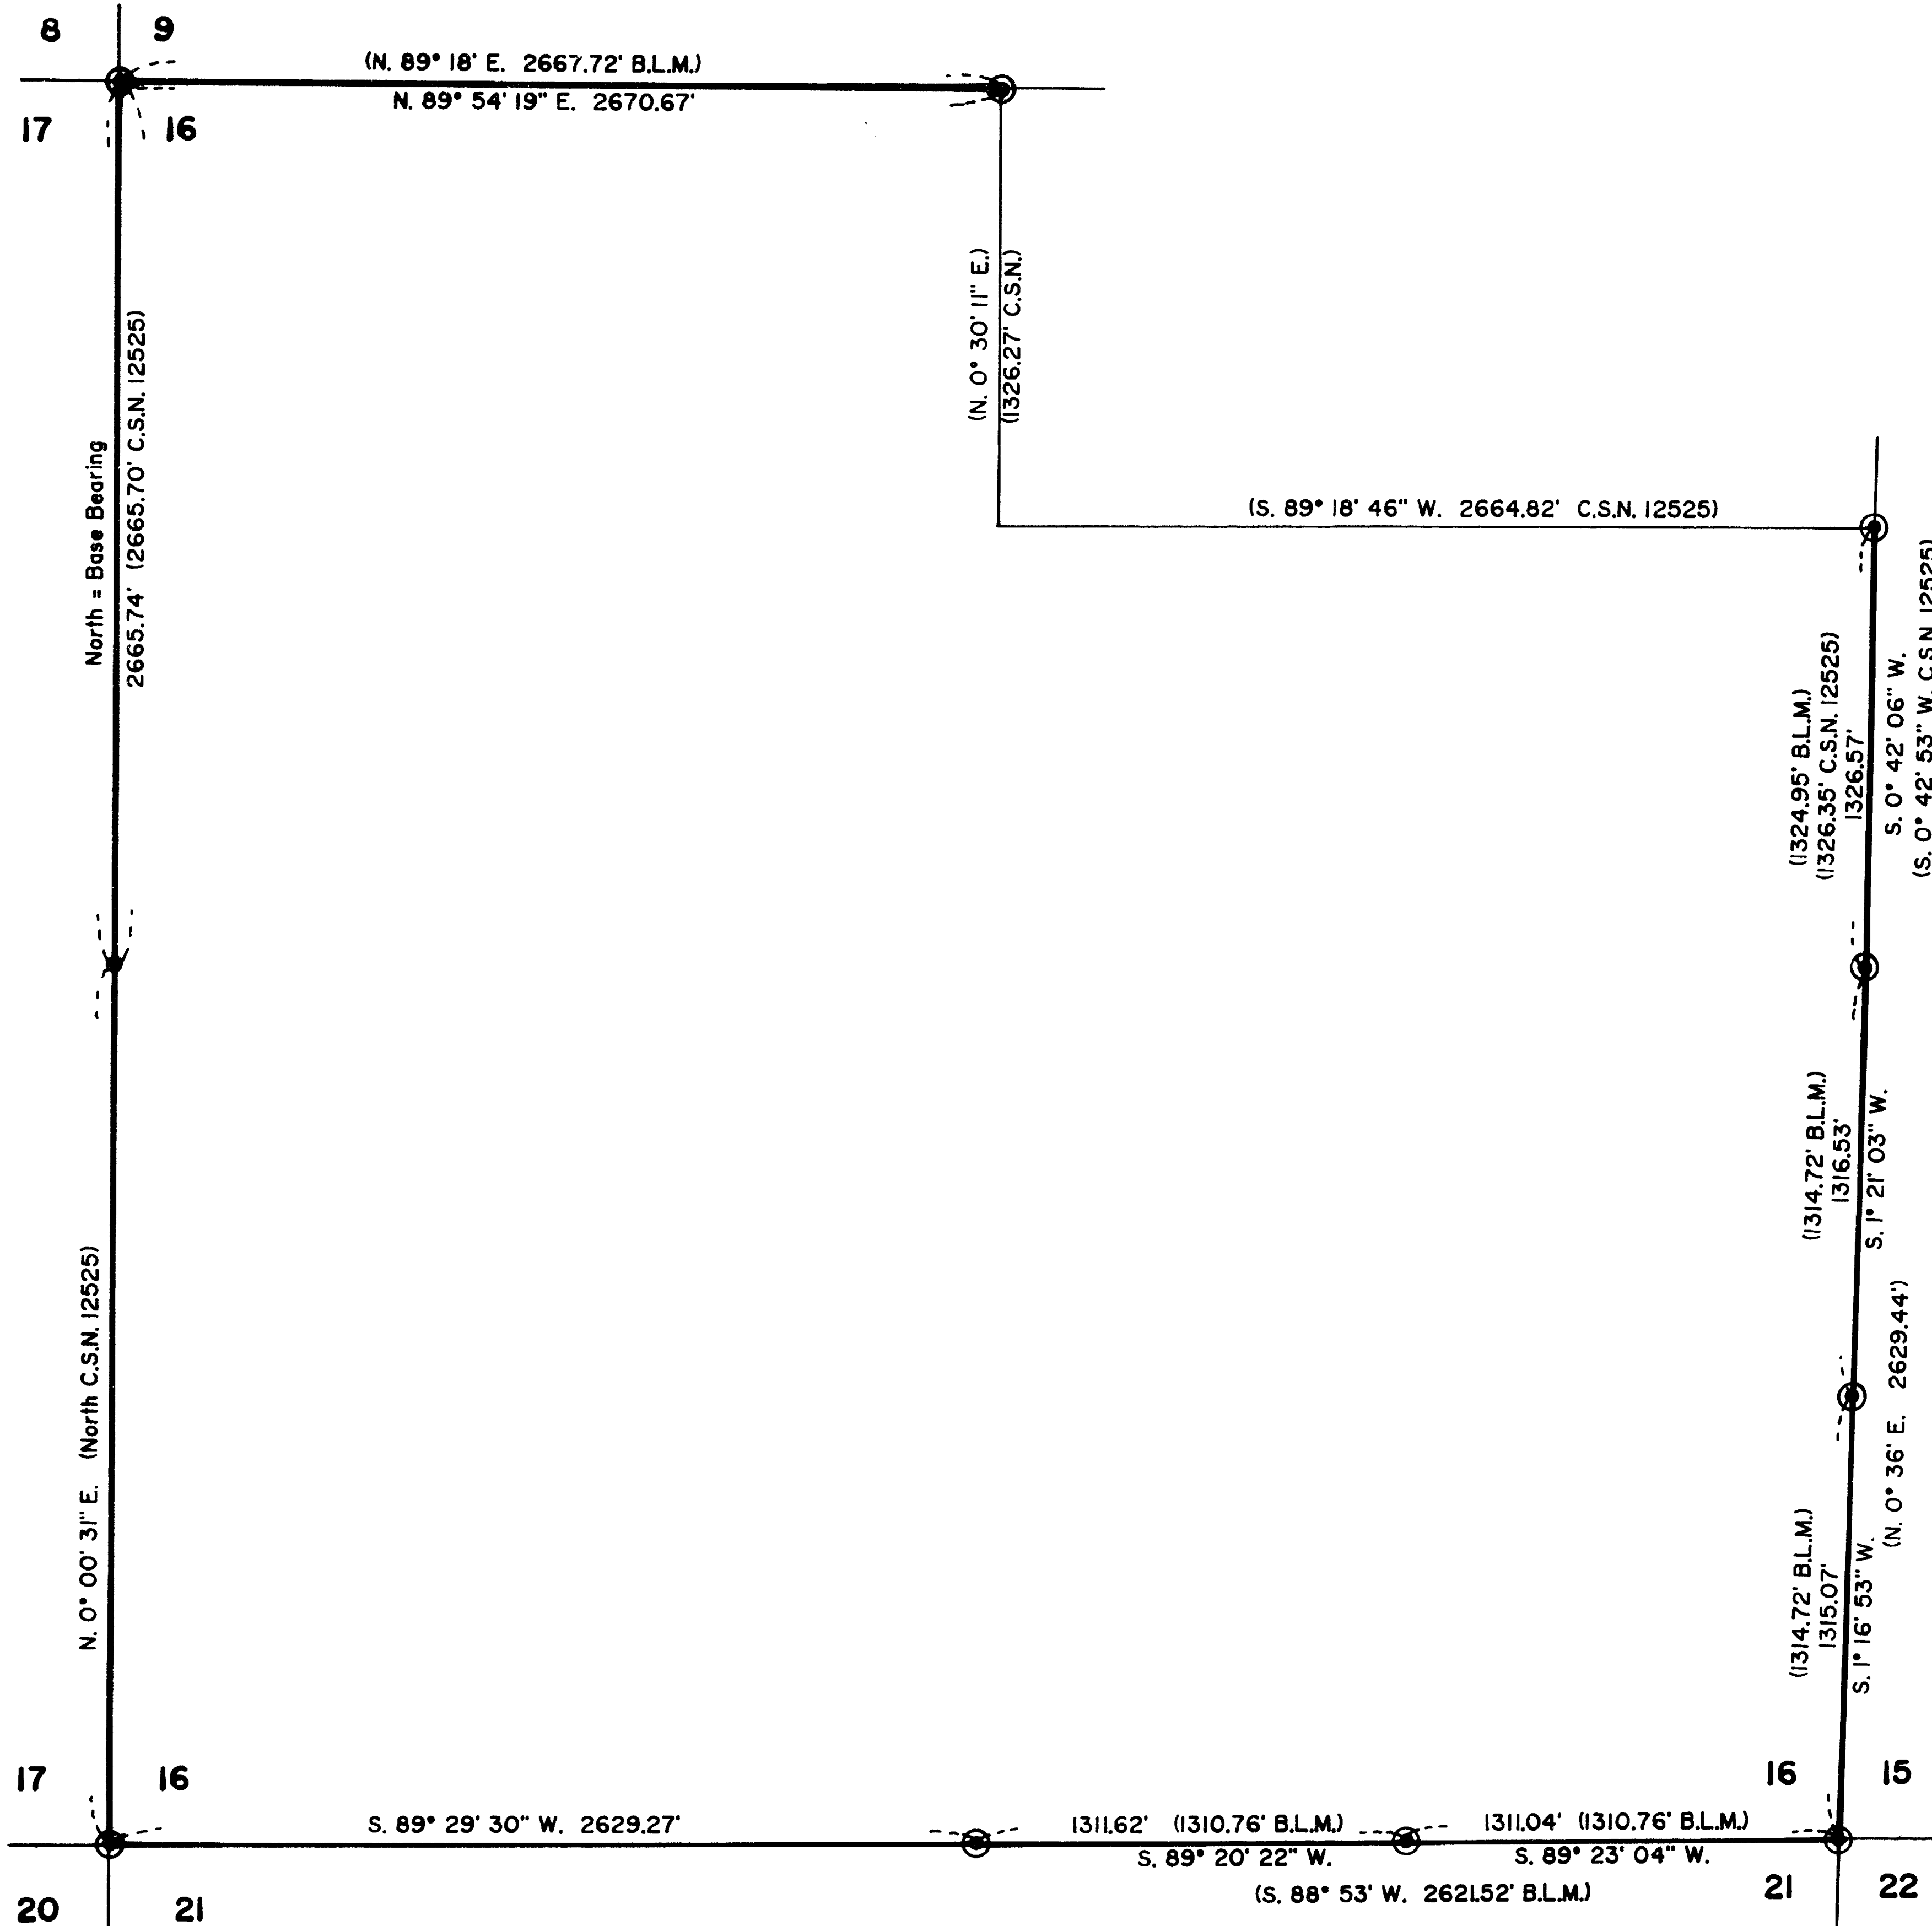 8
9
(N. 89° 18' E. 2667.72' B.L.M.)
N. 89° 54' 19" E. 2670.67'
17
16
(N. 0° 30' 11" E.)
(1326.27' C.S.N.)
North = Base Bearing
2665.74' (2665.70' C.S.N. 12525)
(S. 89° 18' 46" W. 2664.82' C.S.N. 12525)
(1324.95' B.L.M.)
(1326.35' C.S.N. 12525)
1326.57'
S. 0° 42' 06" W.
(S. 0° 42' 53" W. C.S.N. 12525)
(1314.72' B.L.M.)
1316.53'
S. 1° 21' 03" W.
(N. 0° 36' E. 2629.44')
N. 0° 00' 31" E. (North C.S.N. 12525)
(1314.72' B.L.M.)
1315.07'
S. 1° 16' 53" W.
17
16
16
15
S. 89° 29' 30" W. 2629.27'
1311.62' (1310.76' B.L.M.)
1311.04' (1310.76' B.L.M.)
S. 89° 20' 22" W.
S. 89° 23' 04" W.
(S. 88° 53' W. 2621.52' B.L.M.)
20
21
21
22